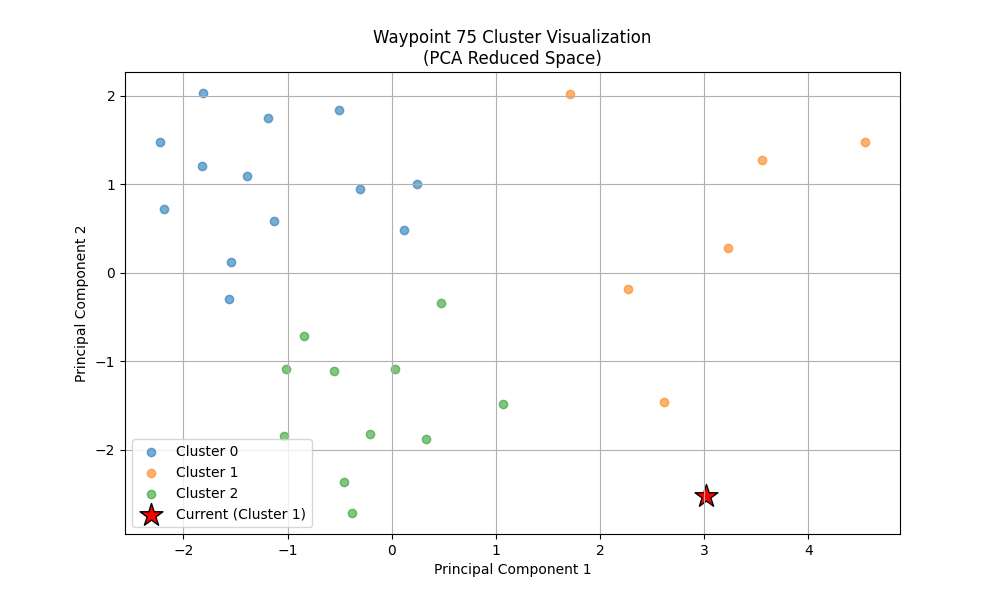 Waypoint 75 Cluster Visualization
(PCA Reduced Space)
Principal Component 2
2
1
0
−1
−2
Cluster 0
Cluster 1
Cluster 2
Current (Cluster 1)
−2
−1
0
1
2
3
4
Principal Component 1